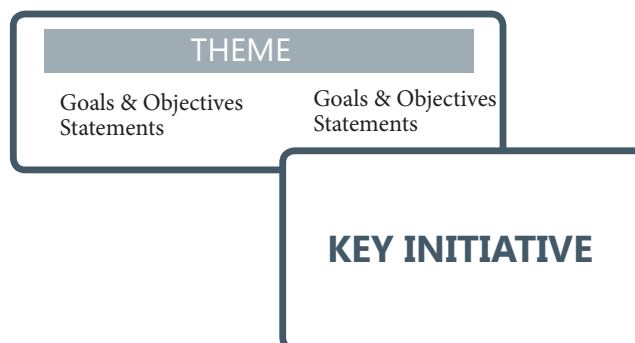 THEME
Goals & Objectives
Statements
Goals & Objectives
Statements
KEY INITIATIVE